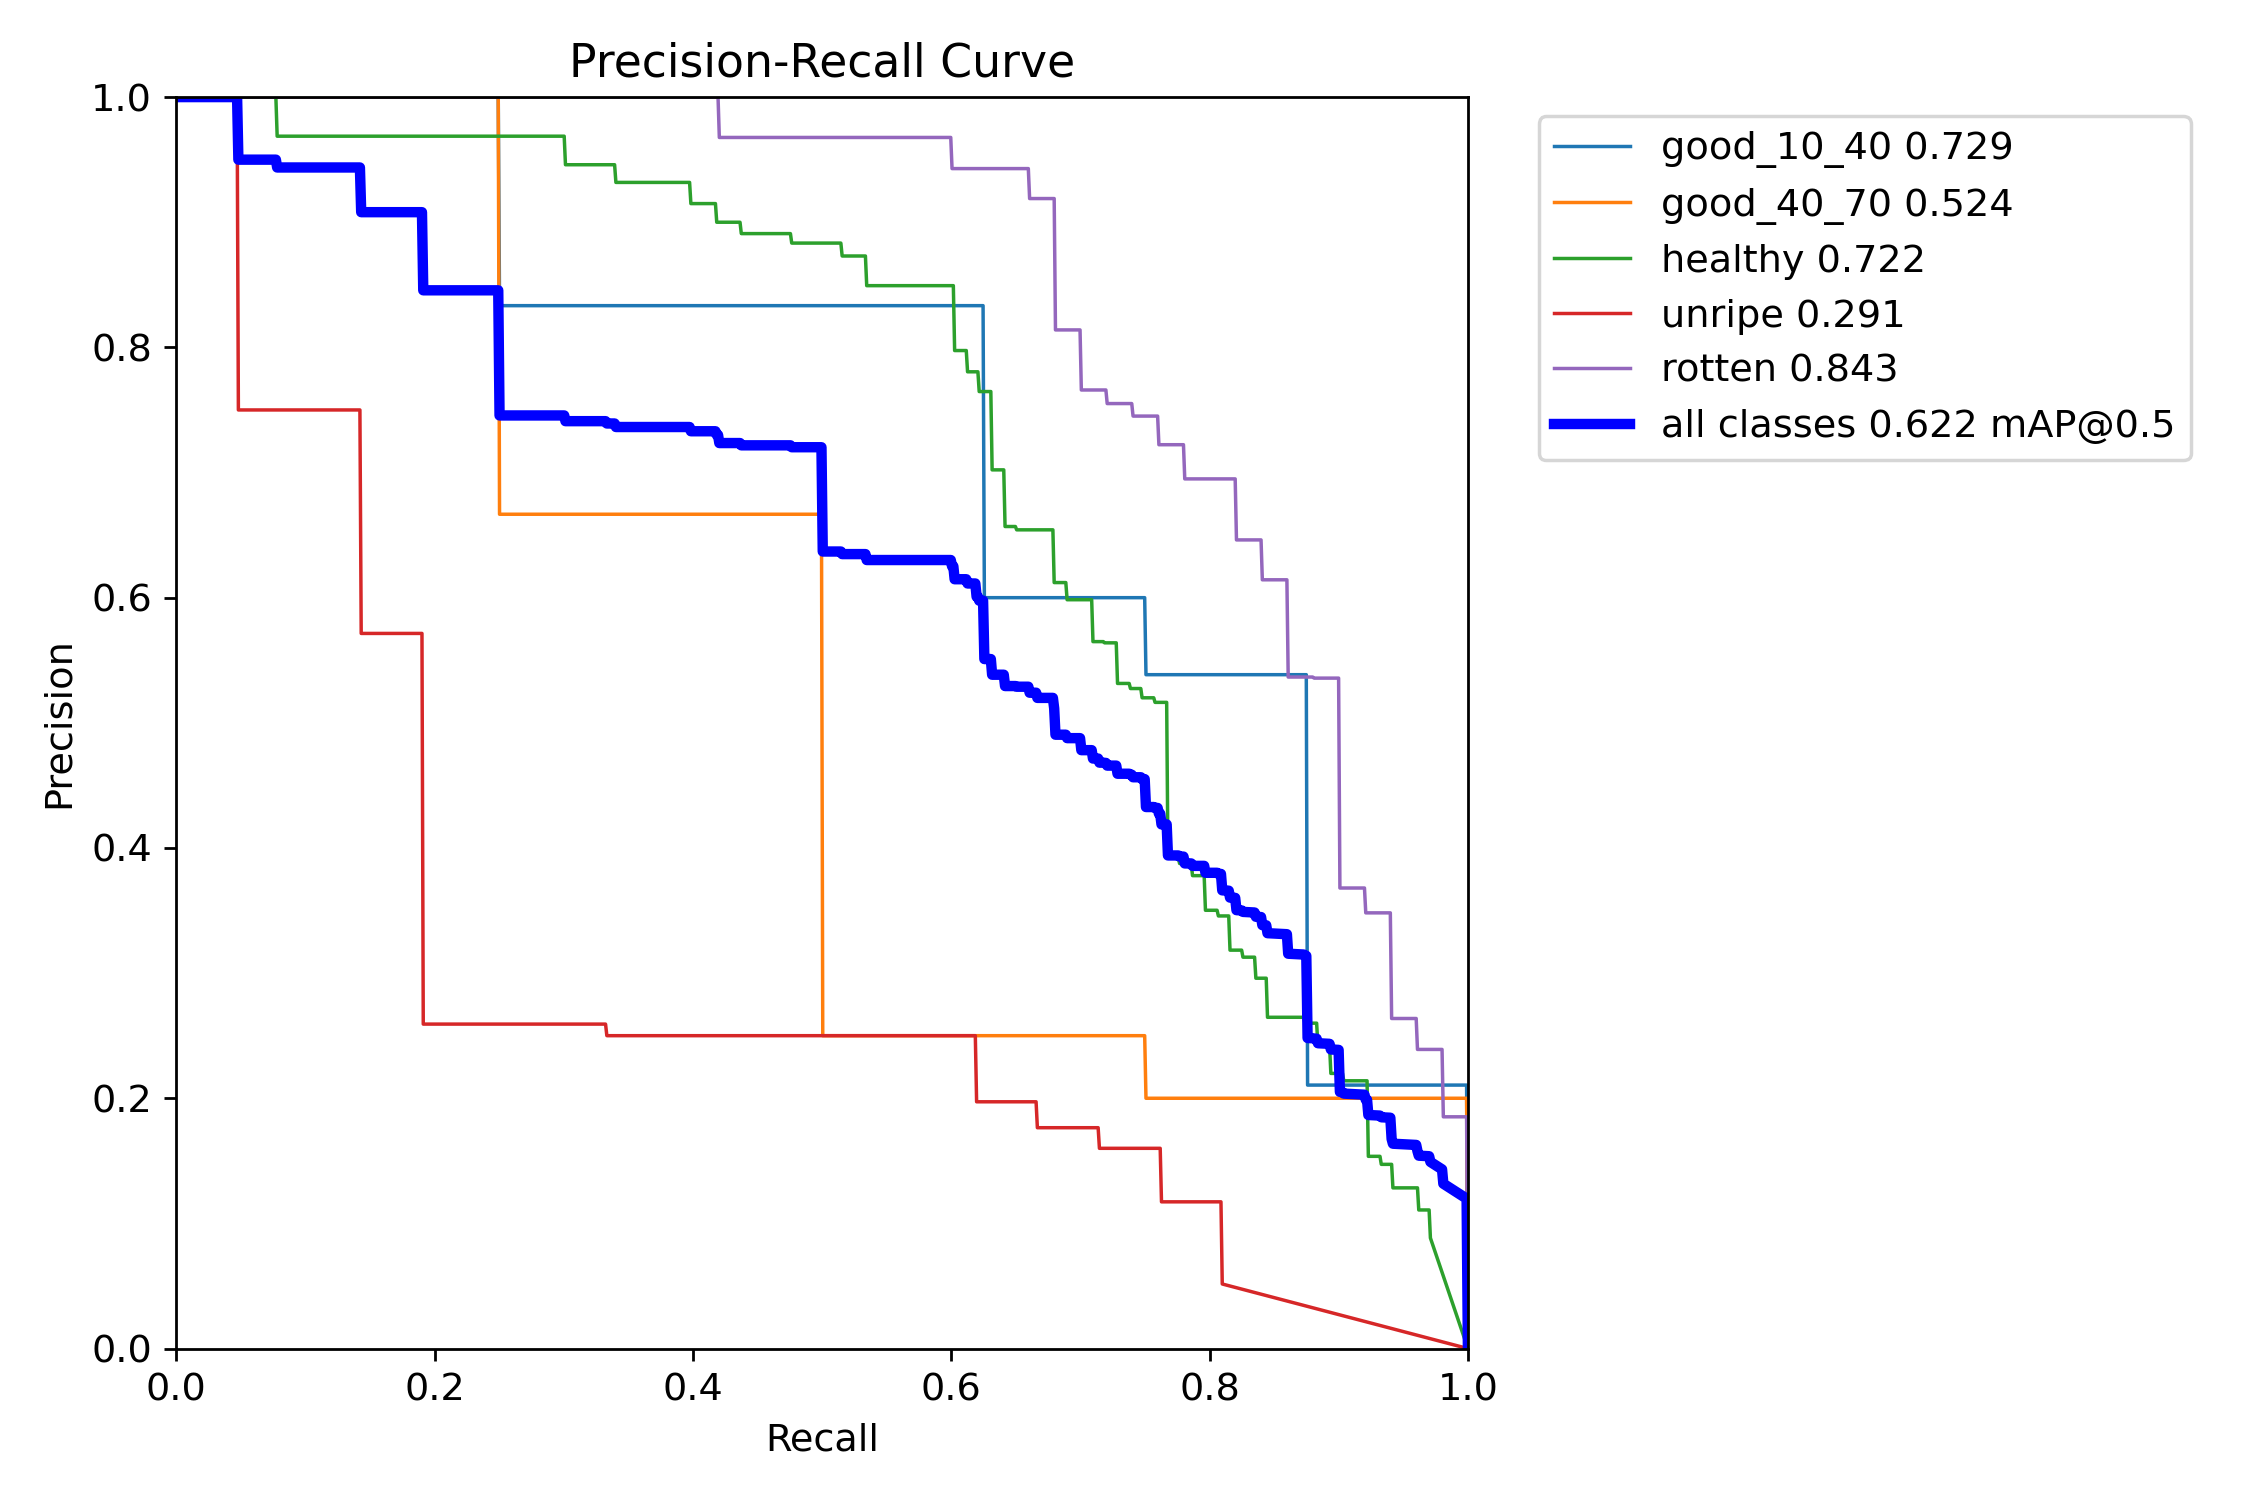 Precision-Recall Curve
1.0
0.8
0.6
0.4
0.2
0.0
Precision
0.0 0.2 0.4 0.6 0.8 1.0
Recall
good_10_40 0.729
good_40_70 0.524
healthy 0.722
unripe 0.291
rotten 0.843
all classes 0.622 mAP@0.5